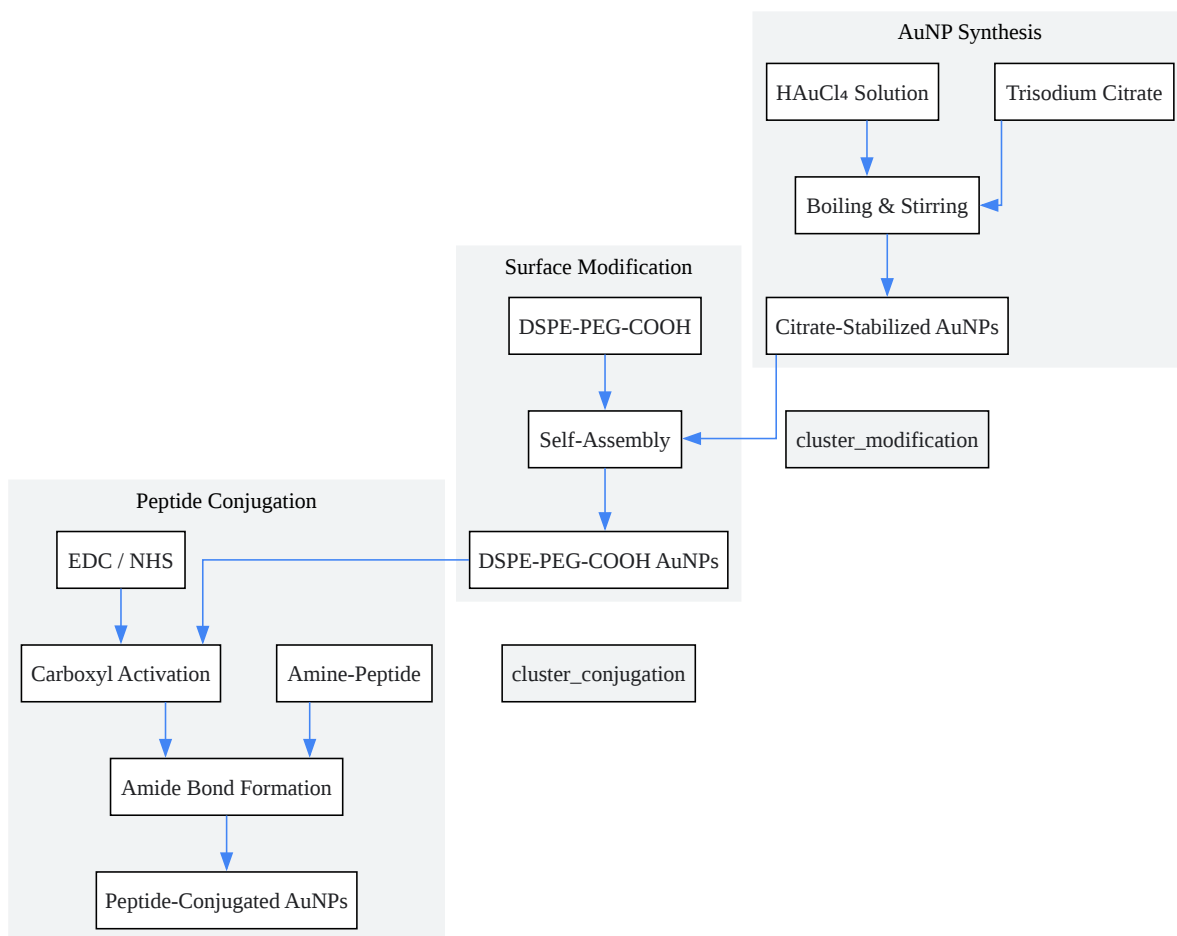 AuNP Synthesis
HAuCl₄ Solution
Trisodium Citrate
Boiling & Stirring
Citrate-Stabilized AuNPs
Surface Modification
DSPE-PEG-COOH
Self-Assembly
cluster_modification
DSPE-PEG-COOH AuNPs
Peptide Conjugation
EDC / NHS
Carboxyl Activation
Amine-Peptide
cluster_conjugation
Amide Bond Formation
Peptide-Conjugated AuNPs